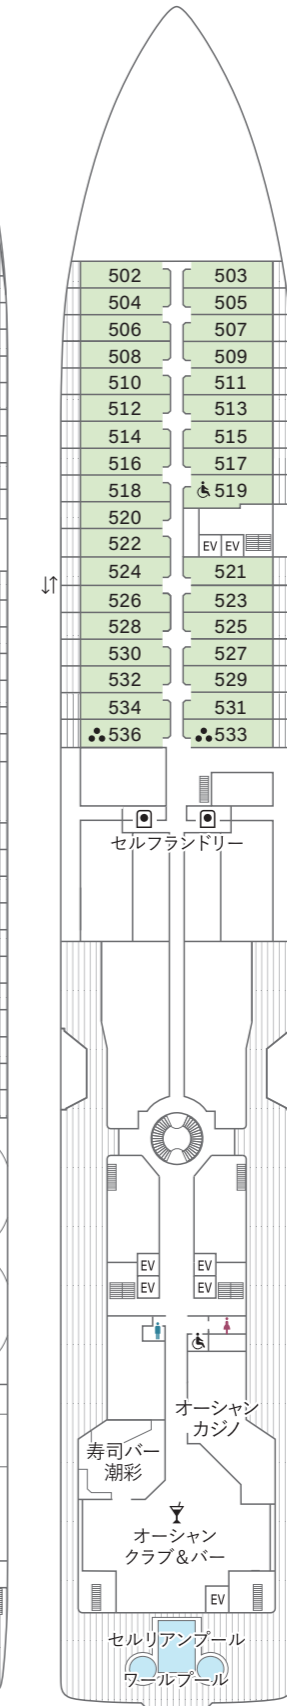 502 503
504 505
506 507
508 509
510 511
512 513
514 515
516 517
518 519
520
522 EV EV
524 521
526 523
528 525
530 527
532 529
534 531
536 533
セルフランドリー
EV EV
EV EV
オーシャン
カジノ
寿司バー
潮彩
オーシャン
クラブ&バー
EV
セルリアンプール
ワールプール